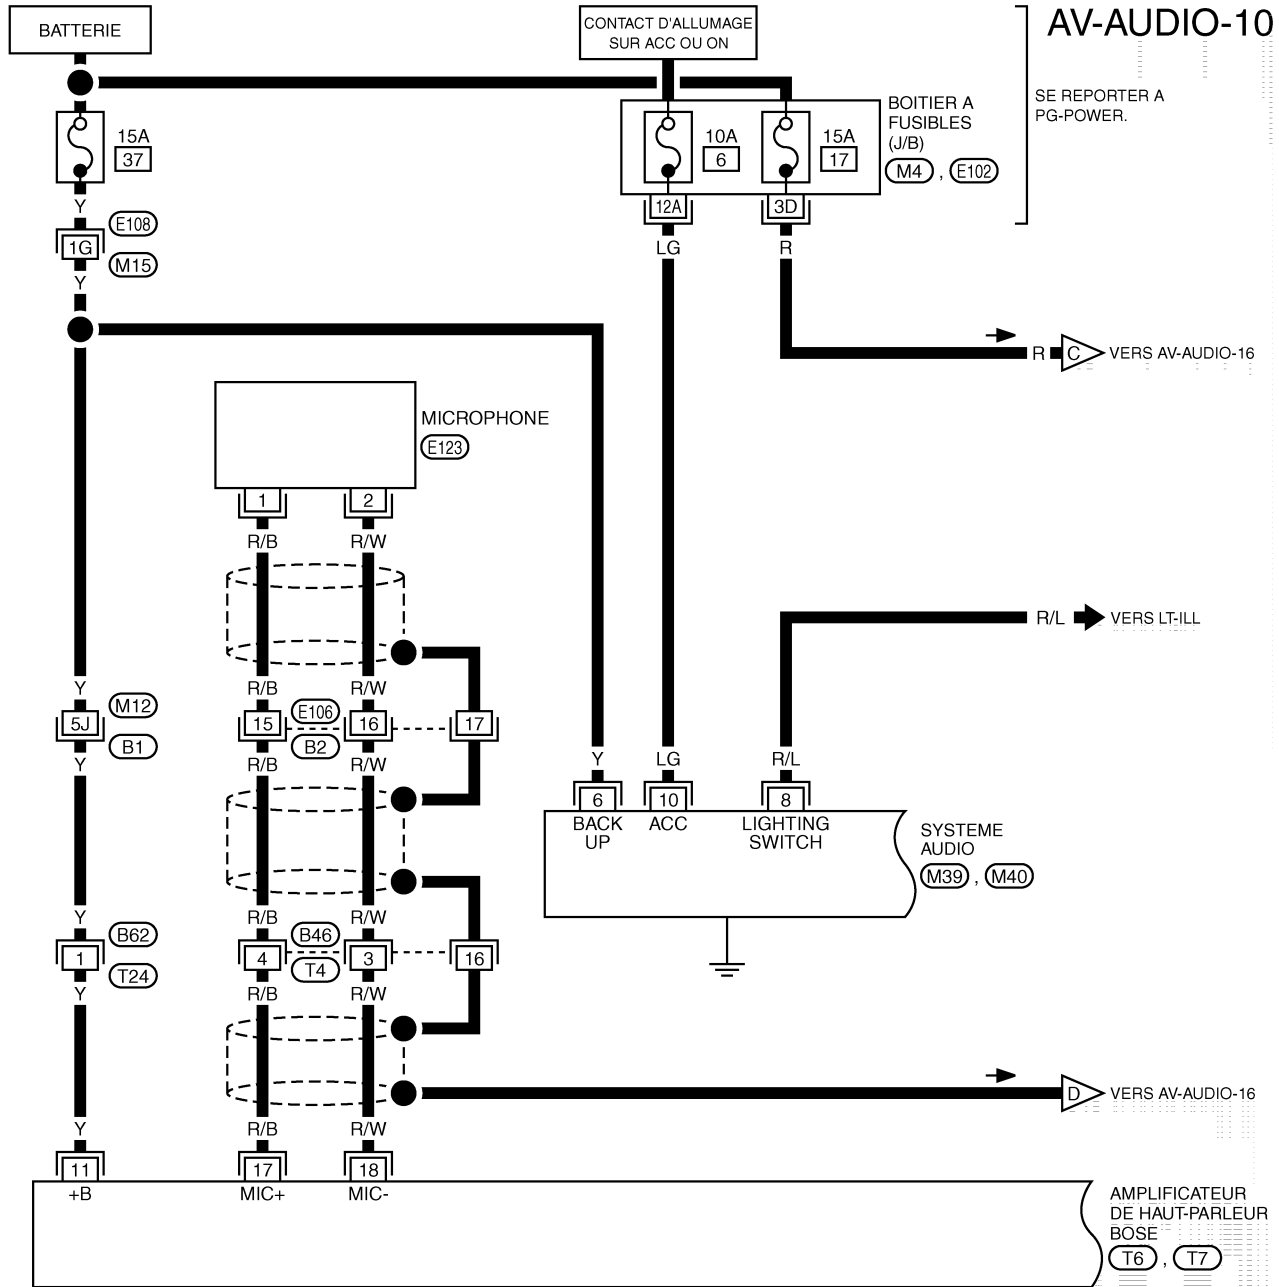 BATTERIE
CONTACT D'ALLUMAGE
SUR ACC OU ON
AV-AUDIO-10
SE REPORTER A
PG-POWER.
15A
37
10A
6
15A
17
BOITIER A
FUSIBLES
(J/B)
M4 , E102
12A
3D
Y
E108
1G
M15
Y
LG
R
R
C
VERS AV-AUDIO-16
MICROPHONE
E123
1
2
R/B
R/W
R/L
VERS LT-ILL
Y
R/B
R/W
M12
5J
B1
15
E106
B2
16
17
Y
R/B
R/W
Y
LG
R/L
6
10
8
BACK
UP
ACC
LIGHTING
SWITCH
SYSTEME
AUDIO
M39 , M40
Y
R/B
R/W
B62
1
T24
4
B46
T4
3
16
Y
R/B
R/W
D
VERS AV-AUDIO-16
Y
R/B
R/W
11
17
18
+B
MIC+
MIC-
AMPLIFICATEUR
DE HAUT-PARLEUR
BOSE
T6 , T7